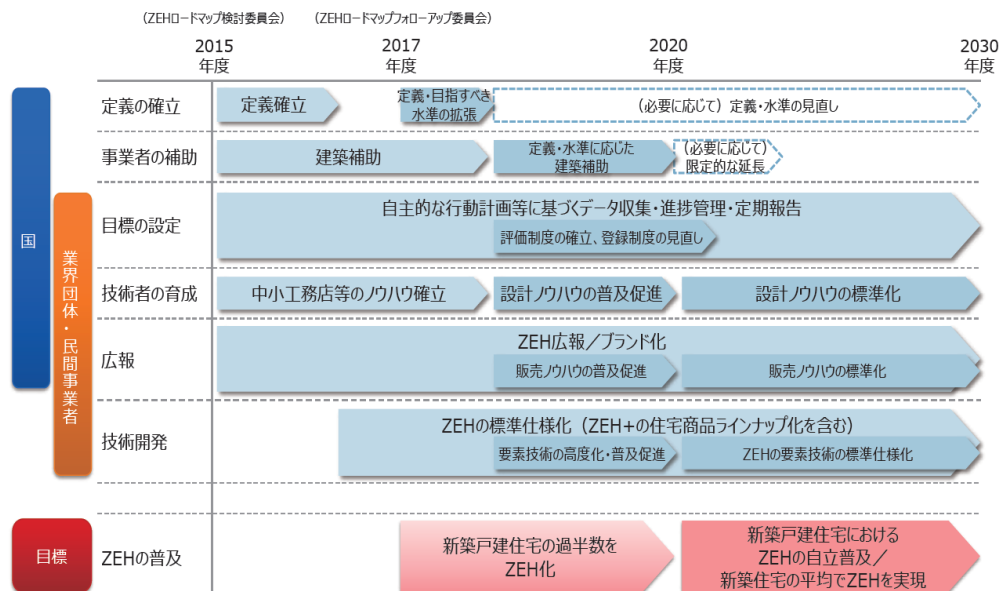 （ZEHロードマップ検討委員会）
（ZEHロードマップフォローアップ委員会）
2015
年度
2017
年度
2020
年度
2030
年度
国
業界団体・民間事業者
定義の確立
定義確立
定義・目指すべき
水準の拡張
（必要に応じて）定義・水準の見直し
事業者の補助
建築補助
定義・水準に応じた
建築補助
（必要に応じて）
限定的な延長
目標の設定
自主的な行動計画等に基づくデータ収集・進捗管理・定期報告
評価制度の確立、登録制度の見直し
技術者の育成
中小工務店等のノウハウ確立
設計ノウハウの普及促進
設計ノウハウの標準化
広報
ZEH広報／ブランド化
販売ノウハウの普及促進
販売ノウハウの標準化
技術開発
ZEHの標準仕様化（ZEH+の住宅商品ラインナップ化を含む）
要素技術の高度化・普及促進
ZEHの要素技術の標準仕様化
目標
ZEHの普及
新築戸建住宅の過半数を
ZEH化
新築戸建住宅における
ZEHの自立普及／
新築住宅の平均でZEHを実現